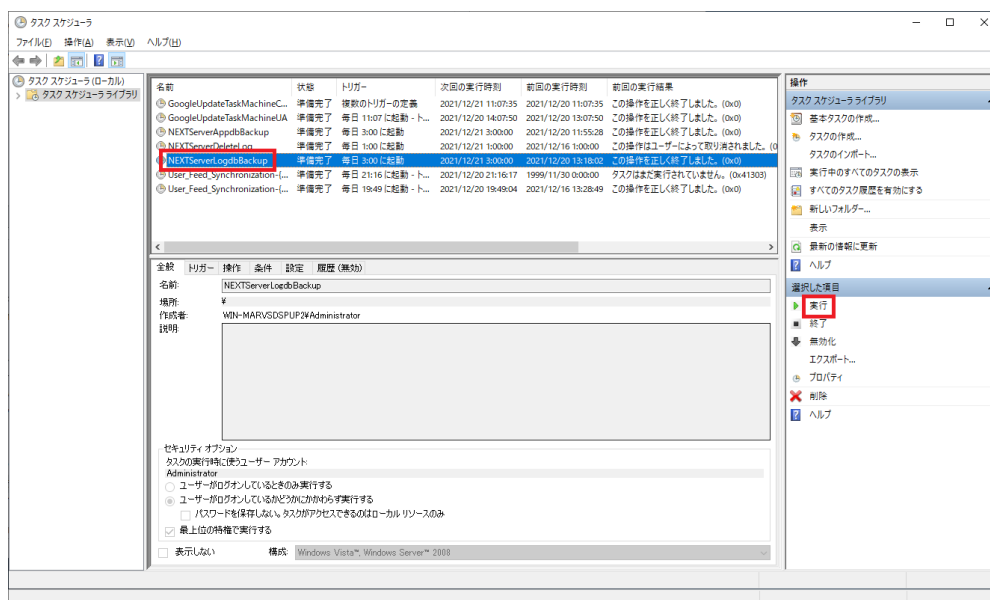 タスク スケジューラ
ファイル(F) 操作(A) 表示(V) ヘルプ(H)
タスク スケジューラ (ローカル)
タスク スケジューラ ライブラリ
名前 状態 トリガー 次回の実行時刻 前回の実行時刻 前回の実行結果
GoogleUpdateTaskMachineC... 準備完了 複数のトリガーの定義 2021/12/21 11:07:35 2021/12/20 11:07:35 この操作を正しく終了しました。 (0x0)
GoogleUpdateTaskMachineUA 準備完了 毎日 11:07 に起動 - ト... 2021/12/20 14:07:50 2021/12/20 13:07:50 この操作を正しく終了しました。 (0x0)
NEXTServerAppdbBackup 準備完了 毎日 3:00 に起動 2021/12/21 3:00:00 2021/12/20 11:55:28 この操作を正しく終了しました。 (0x0)
NEXTServerDeleteLog 準備完了 毎日 1:00 に起動 2021/12/21 1:00:00 2021/12/16 1:00:00 この操作はユーザーによって取り消されました。 (0
NEXTServerLogdbBackup 準備完了 毎日 3:00 に起動 2021/12/21 3:00:00 2021/12/20 13:18:02 この操作を正しく終了しました。 (0x0)
User_Feed_Synchronization-{... 準備完了 毎日 21:16 に起動 - ト... 2021/12/20 21:16:17 1999/11/30 0:00:00 タスクはまだ実行されていません。 (0x41303)
User_Feed_Synchronization-{... 準備完了 毎日 19:49 に起動 - ト... 2021/12/20 19:49:04 2021/12/16 13:28:49 この操作を正しく終了しました。 (0x0)
全般 トリガー 操作 条件 設定 履歴 (無効)
名前: NEXTServerLogdbBackup
場所: ¥
作成者: WIN-MARVSDSPUP2¥Administrator
説明:
セキュリティ オプション
タスクの実行時に使うユーザー アカウント:
Administrator
ユーザーがログオンしているときのみ実行する
ユーザーがログオンしているかどうかにかかわらず実行する
パスワードを保存しない。タスクがアクセスできるのはローカル リソースのみ
最上位の特権で実行する
表示しない 構成: Windows Vista™, Windows Server™ 2008
操作
タスク スケジューラ ライブラリ
基本タスクの作成...
タスクの作成...
タスクのインポート...
実行中のすべてのタスクの表示
すべてのタスク履歴を有効にする
新しいフォルダー...
表示
最新の情報に更新
ヘルプ
選択した項目
実行
終了
無効化
エクスポート...
プロパティ
削除
ヘルプ